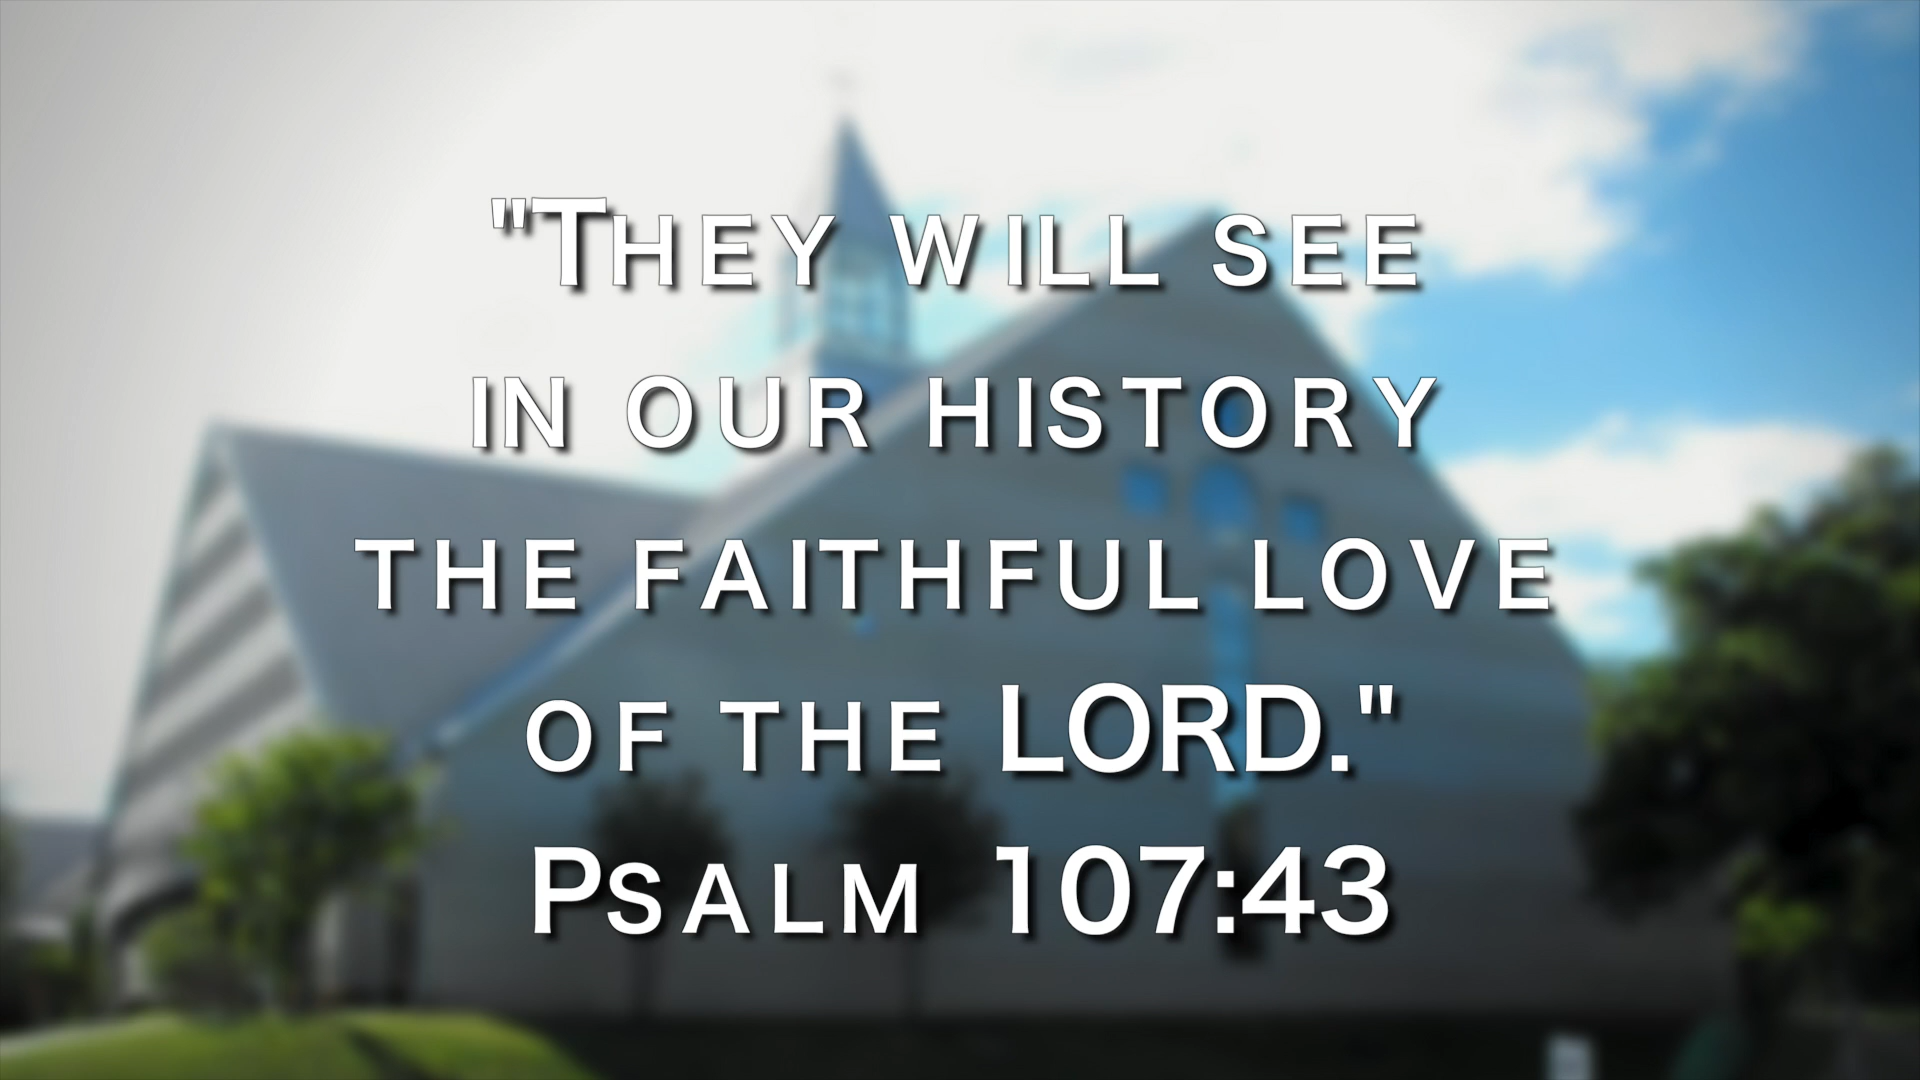 "They will see
in our history
the faithful love
of the LORD."
Psalm 107:43